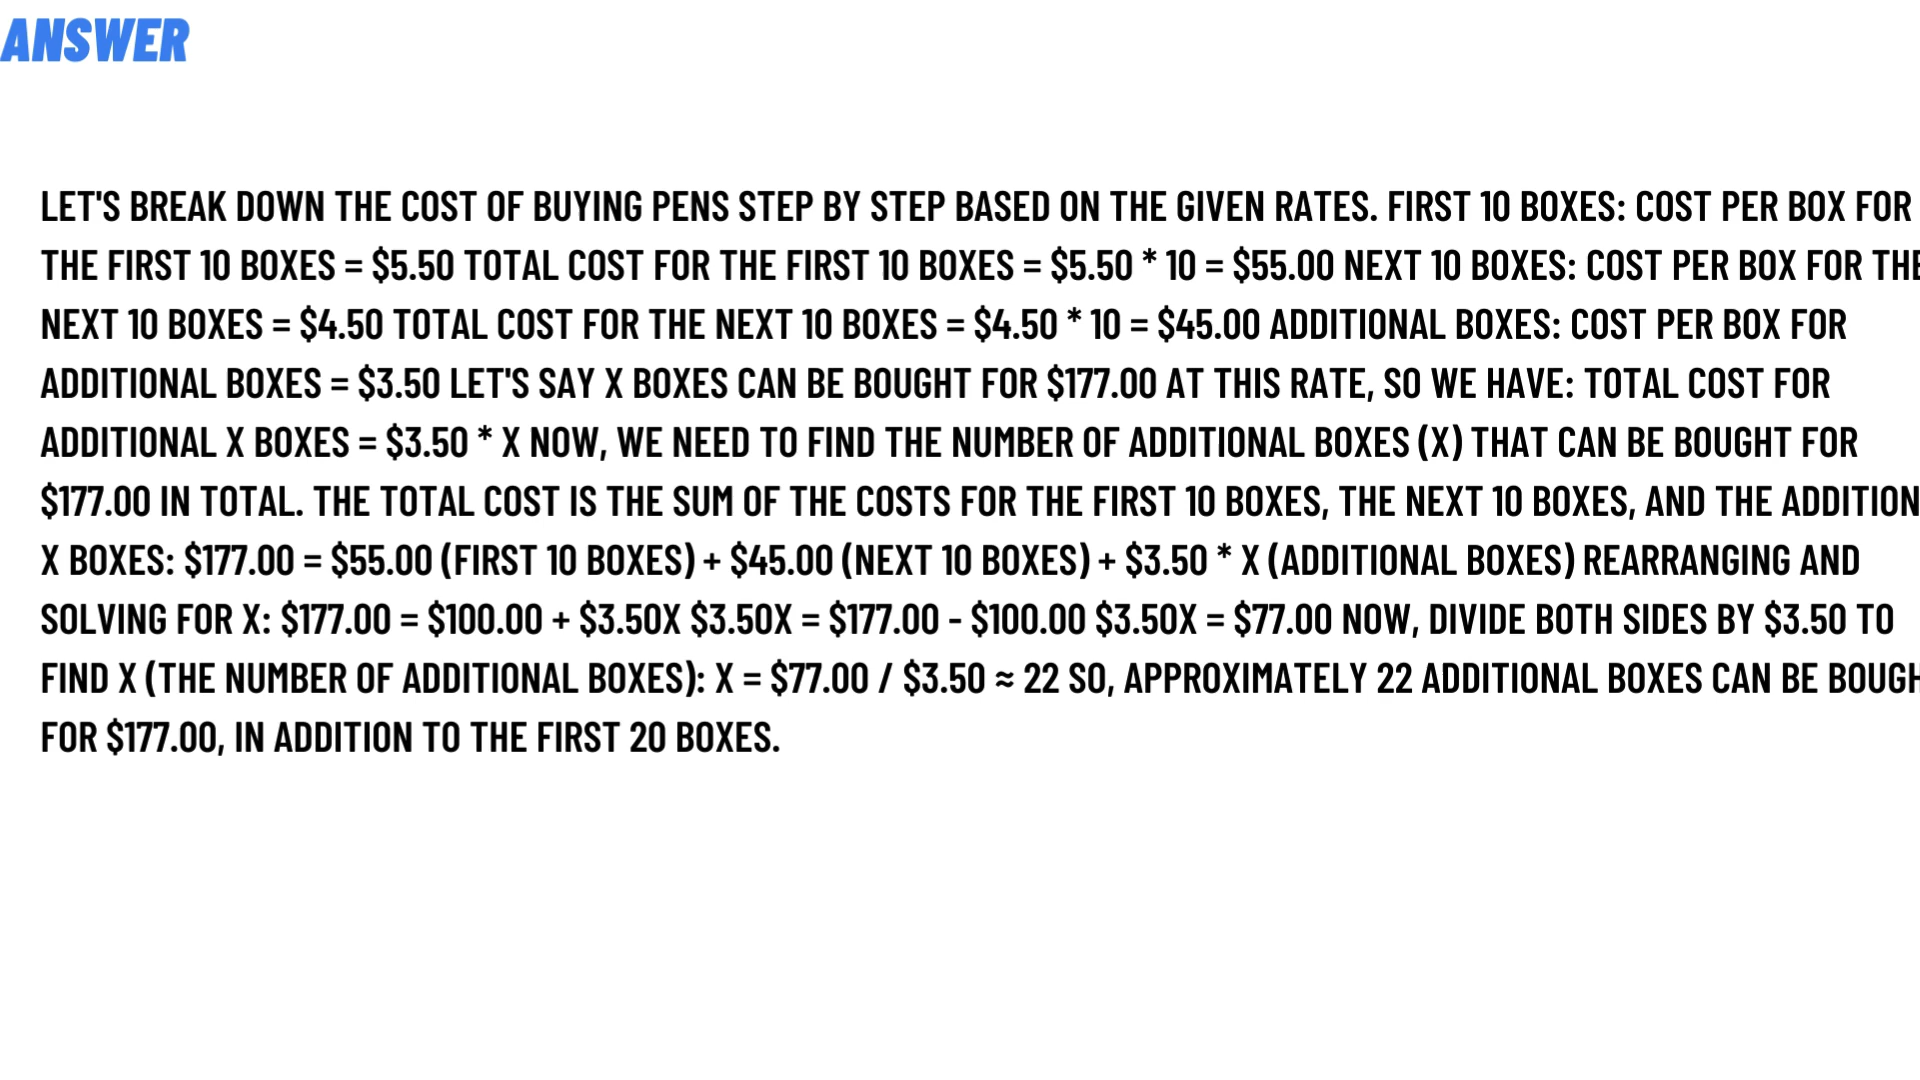 ANSWER
LET'S BREAK DOWN THE COST OF BUYING PENS STEP BY STEP BASED ON THE GIVEN RATES. FIRST 10 BOXES: COST PER BOX FOR
THE FIRST 10 BOXES = $5.50 TOTAL COST FOR THE FIRST 10 BOXES = $5.50 * 10 = $55.00 NEXT 10 BOXES: COST PER BOX FOR THE
NEXT 10 BOXES = $4.50 TOTAL COST FOR THE NEXT 10 BOXES = $4.50 * 10 = $45.00 ADDITIONAL BOXES: COST PER BOX FOR
ADDITIONAL BOXES = $3.50 LET'S SAY X BOXES CAN BE BOUGHT FOR $177.00 AT THIS RATE, SO WE HAVE: TOTAL COST FOR
ADDITIONAL X BOXES = $3.50 * X NOW, WE NEED TO FIND THE NUMBER OF ADDITIONAL BOXES (X) THAT CAN BE BOUGHT FOR
$177.00 IN TOTAL. THE TOTAL COST IS THE SUM OF THE COSTS FOR THE FIRST 10 BOXES, THE NEXT 10 BOXES, AND THE ADDITION
X BOXES: $177.00 = $55.00 (FIRST 10 BOXES) + $45.00 (NEXT 10 BOXES) + $3.50 * X (ADDITIONAL BOXES) REARRANGING AND
SOLVING FOR X: $177.00 = $100.00 + $3.50X $3.50X = $177.00 - $100.00 $3.50X = $77.00 NOW, DIVIDE BOTH SIDES BY $3.50 TO
FIND X (THE NUMBER OF ADDITIONAL BOXES): X = $77.00 / $3.50 ≈ 22 SO, APPROXIMATELY 22 ADDITIONAL BOXES CAN BE BOUGH
FOR $177.00, IN ADDITION TO THE FIRST 20 BOXES.